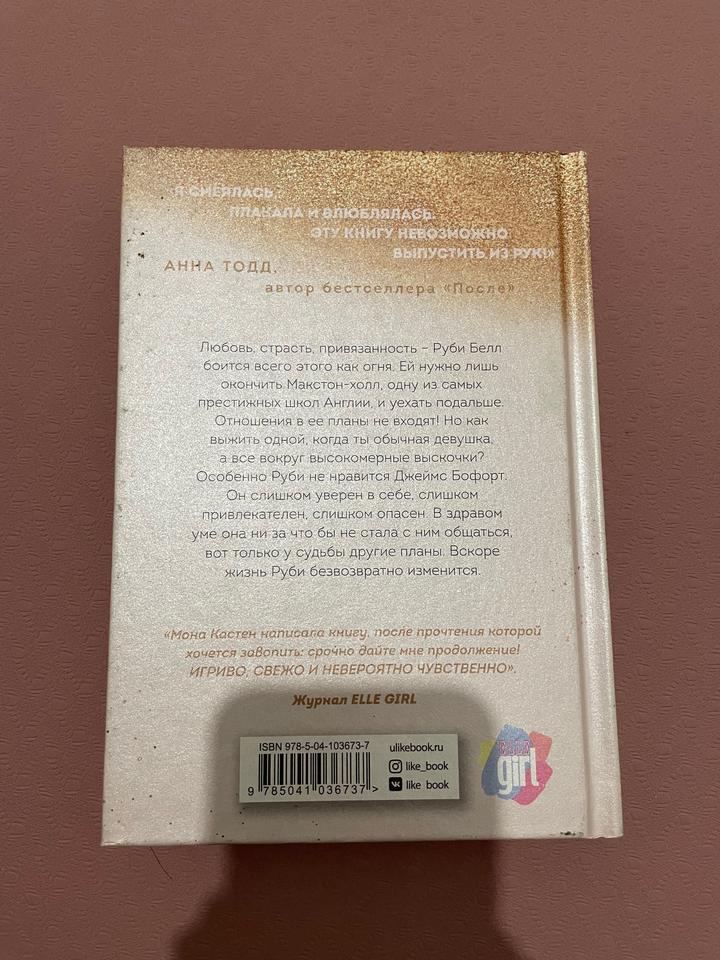 Я СМЕЯЛАСЬ,
ПЛАКАЛА И ВЛЮБЛЯЛАСЬ.
ЭТУ КНИГУ НЕВОЗМОЖНО
ВЫПУСТИТЬ ИЗ РУК!»
АННА ТОДД,
автор бестселлера «После»
Любовь, страсть, привязанность – Руби Белл
боится всего этого как огня. Ей нужно лишь
окончить Макстон-холл, одну из самых
престижных школ Англии, и уехать подальше.
Отношения в ее планы не входят! Но как
выжить одной, когда ты обычная девушка,
а все вокруг высокомерные выскочки?
Особенно Руби не нравится Джеймс Бофорт.
Он слишком уверен в себе, слишком
привлекателен, слишком опасен. В здравом
уме она ни за что бы не стала с ним общаться,
вот только у судьбы другие планы. Вскоре
жизнь Руби безвозвратно изменится.
«Мона Кастен написала книгу, после прочтения которой
хочется завопить: срочно дайте мне продолжение!
ИГРИВО, СВЕЖО И НЕВЕРОЯТНО ЧУВСТВЕННО».
Журнал ELLE GIRL
ISBN 978-5-04-103673-7
9 785041 036737 >
ulikebook.ru
like_book
like book
girl